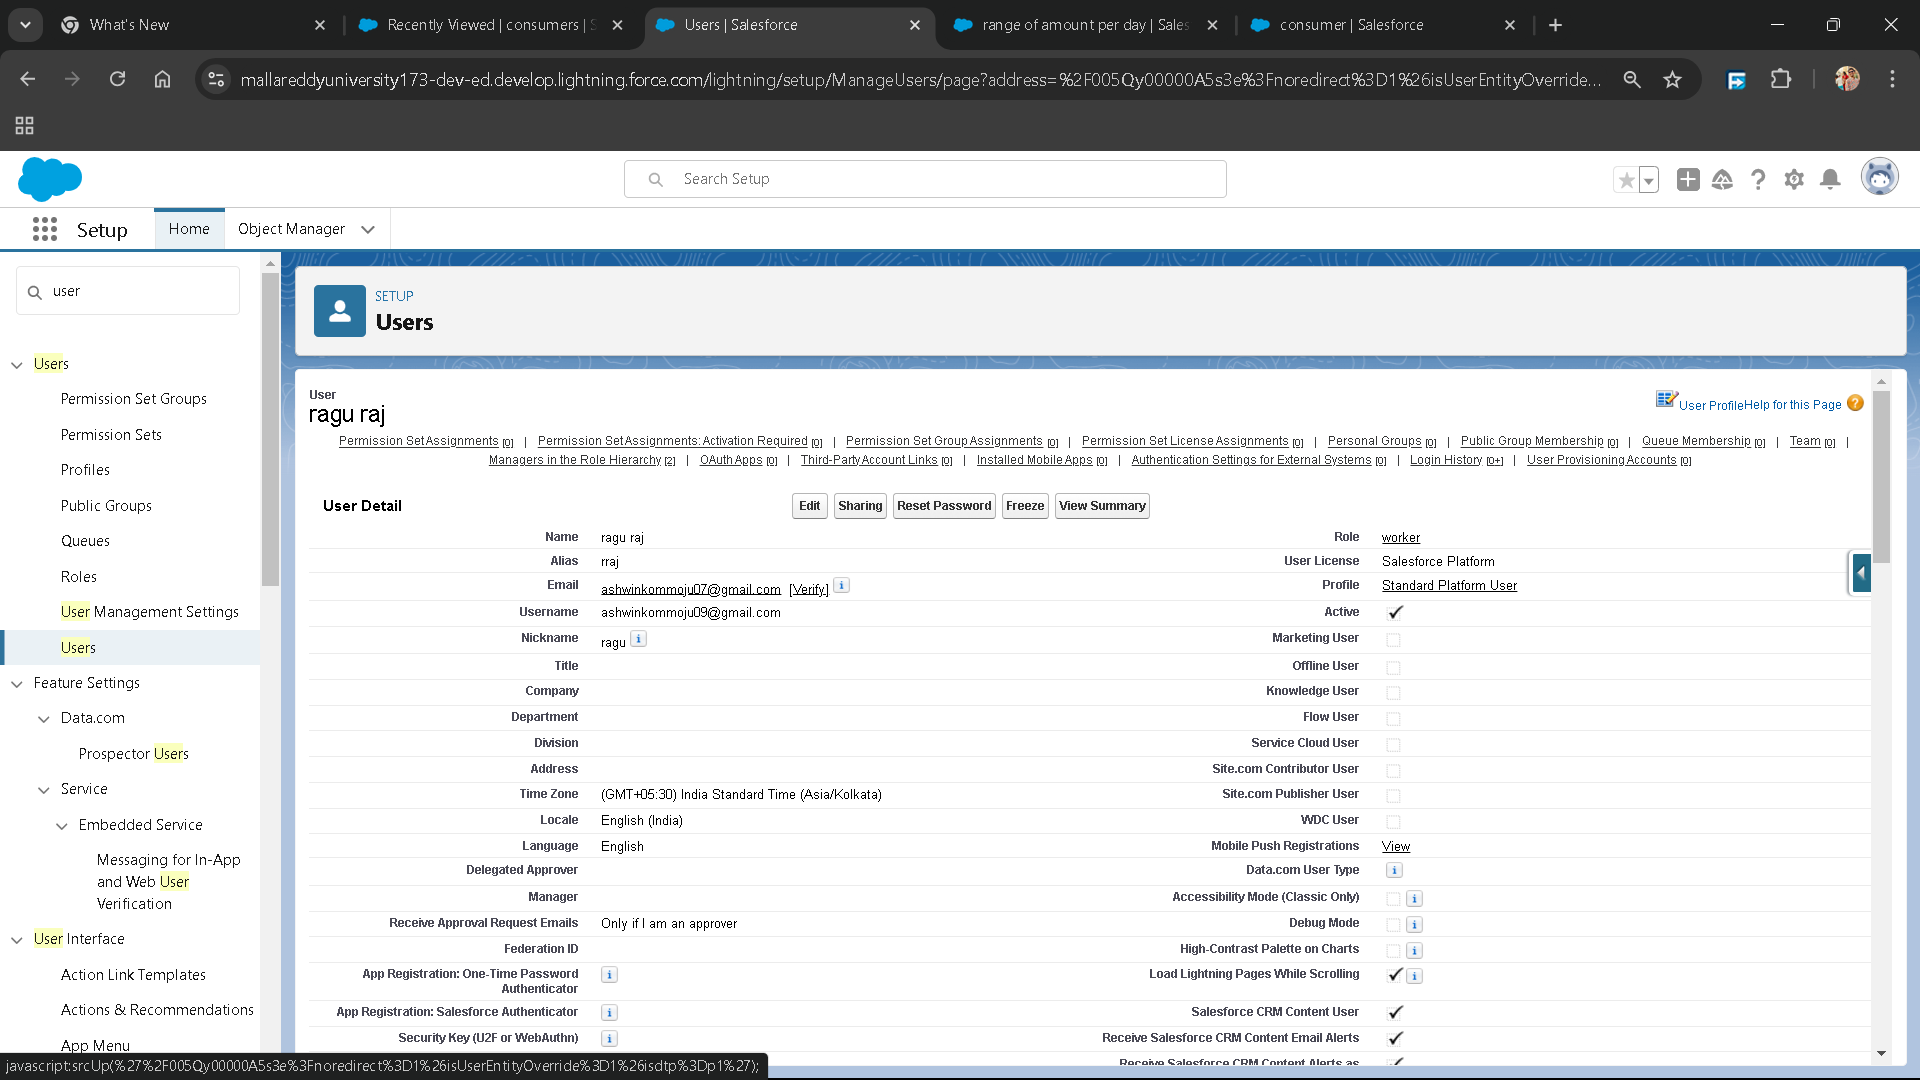 What's New
Recently Viewed | consumers | S
Users | Salesforce
range of amount per day | Sales
consumer | Salesforce
mallareddyuniversity173-dev-ed.develop.lightning.force.com/lightning/setup/ManageUsers/page?address=%2F005Qy00000A5s3e%3Fnoredirect%3D1%26isUserEntityOverride...
Search Setup
Setup
Home
Object Manager
user
Users
Permission Set Groups
Permission Sets
Profiles
Public Groups
Queues
Roles
User Management Settings
Users
Feature Settings
Data.com
Prospector Users
Service
Embedded Service
Messaging for In-App
and Web User
Verification
User Interface
Action Link Templates
Actions & Recommendations
App Menu
SETUP
Users
User
ragu raj
User Profile Help for this Page
Permission Set Assignments [0] | Permission Set Assignments: Activation Required [0] | Permission Set Group Assignments [0] | Permission Set License Assignments [0] | Personal Groups [0] | Public Group Membership [0] | Queue Membership [0] | Team [0] |
Managers in the Role Hierarchy [2] | OAuth Apps [0] | Third-Party Account Links [0] | Installed Mobile Apps [0] | Authentication Settings for External Systems [0] | Login History [0+] | User Provisioning Accounts [0]
User Detail
Edit Sharing Reset Password Freeze View Summary
Name ragu raj Role worker
Alias rraj User License Salesforce Platform
Email ashwinkommoju07@gmail.com [Verify] Profile Standard Platform User
Username ashwinkommoju09@gmail.com Active
Nickname ragu Marketing User
Title Offline User
Company Knowledge User
Department Flow User
Division Service Cloud User
Address Site.com Contributor User
Time Zone (GMT+05:30) India Standard Time (Asia/Kolkata) Site.com Publisher User
Locale English (India) WDC User
Language English Mobile Push Registrations View
Delegated Approver Data.com User Type
Manager Accessibility Mode (Classic Only)
Receive Approval Request Emails Only if I am an approver Debug Mode
Federation ID High-Contrast Palette on Charts
App Registration: One-Time Password Load Lightning Pages While Scrolling
Authenticator
App Registration: Salesforce Authenticator Salesforce CRM Content User
Security Key (U2F or WebAuthn) Receive Salesforce CRM Content Email Alerts
Receive Salesforce CRM Content Alerts as
javascript:srcUp(%27%2F005Qy00000A5s3e%3Fnoredirect%3D1%26isUserEntityOverride%3D1%26isdtp%3Dp1%27);